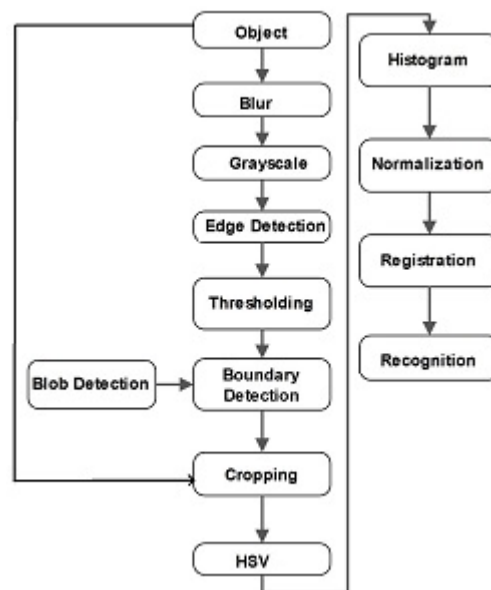 Object
Blur
Grayscale
Edge Detection
Thresholding
Blob Detection
Boundary
Detection
Cropping
HSV
Histogram
Normalization
Registration
Recognition